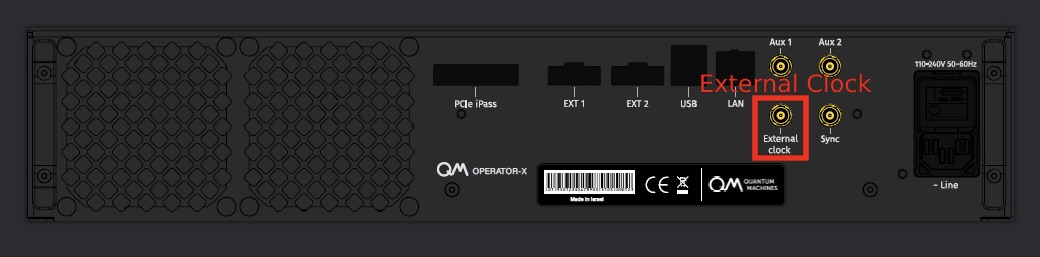 Aux 1 Aux 2
110-240V 50-60Hz
External Clock
PCIe iPass EXT 1 EXT 2 USB LAN
External
clock
Sync
QM OPERATOR-X
CE
QM QUANTUM
MACHINES
Made in Israel
~ Line